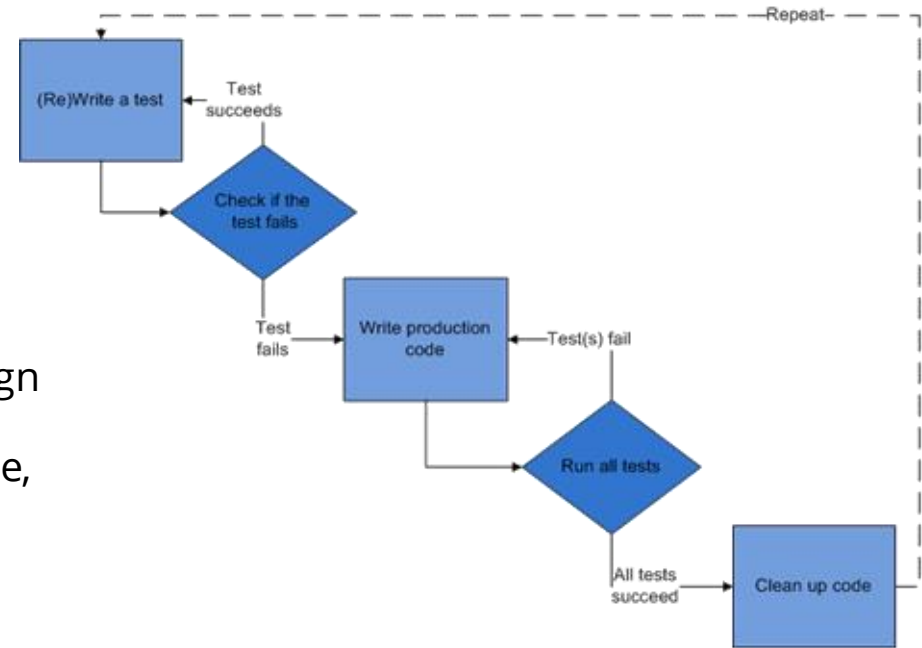 Repeat
(Re)Write a test
Test
succeeds
Check if the
test fails
Test
fails
Write production
code
Test(s) fail
gn
e,
Run all tests
All tests
succeed
Clean up code